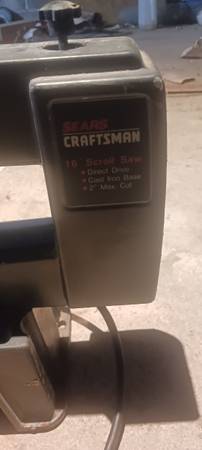 SEARS
CRAFTSMAN
16 Scroll Saw
• Direct Drive
• Cast Iron Base
• 2" Max. Cut